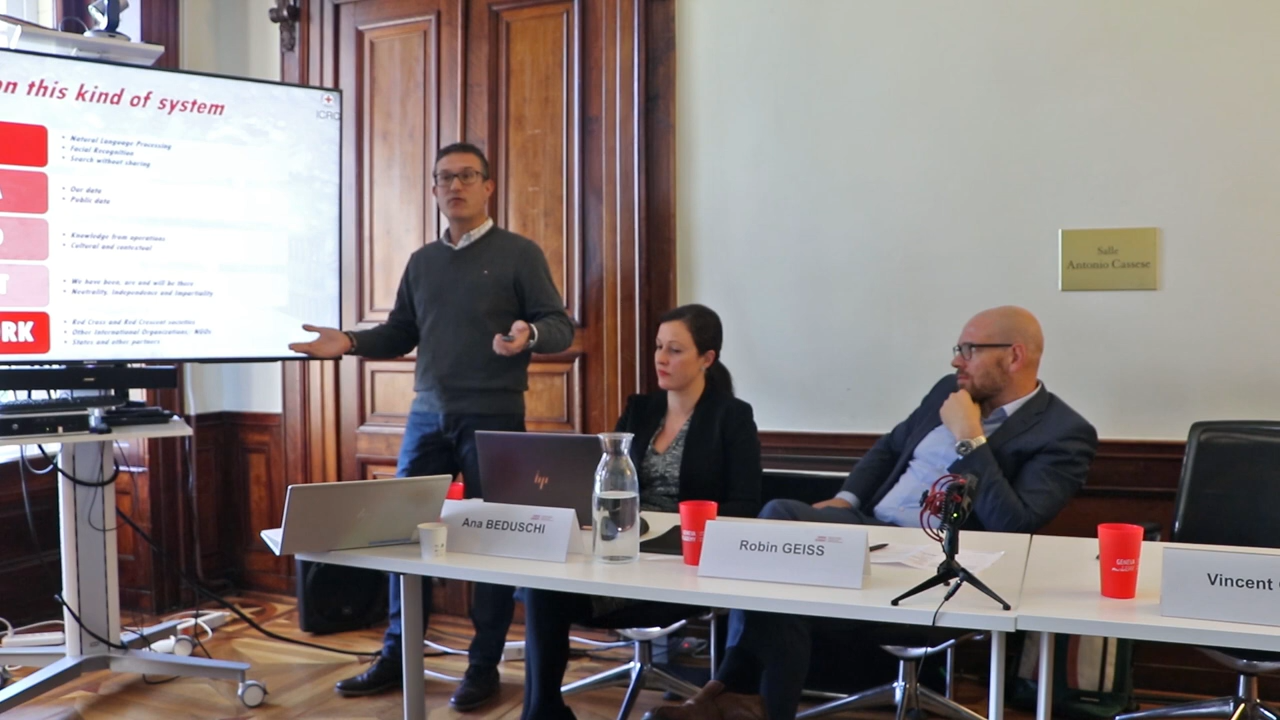 on this kind of system
ICRC
• Natural Language Processing
• Facial Recognition
• Search without sharing
• Our data
• Public data
• Knowledge from operations
• Cultural and contextual
• We have been, are and will be there
• Neutrality, Independence and Impartiality
RK
• Red Cross and Red Crescent societies
• Other International Organizations, NGOs
• States and other partners
Salle
Antonio Cassese
hp
Ana BEDUSCHI
Robin GEISS
Vincent
GENEVA